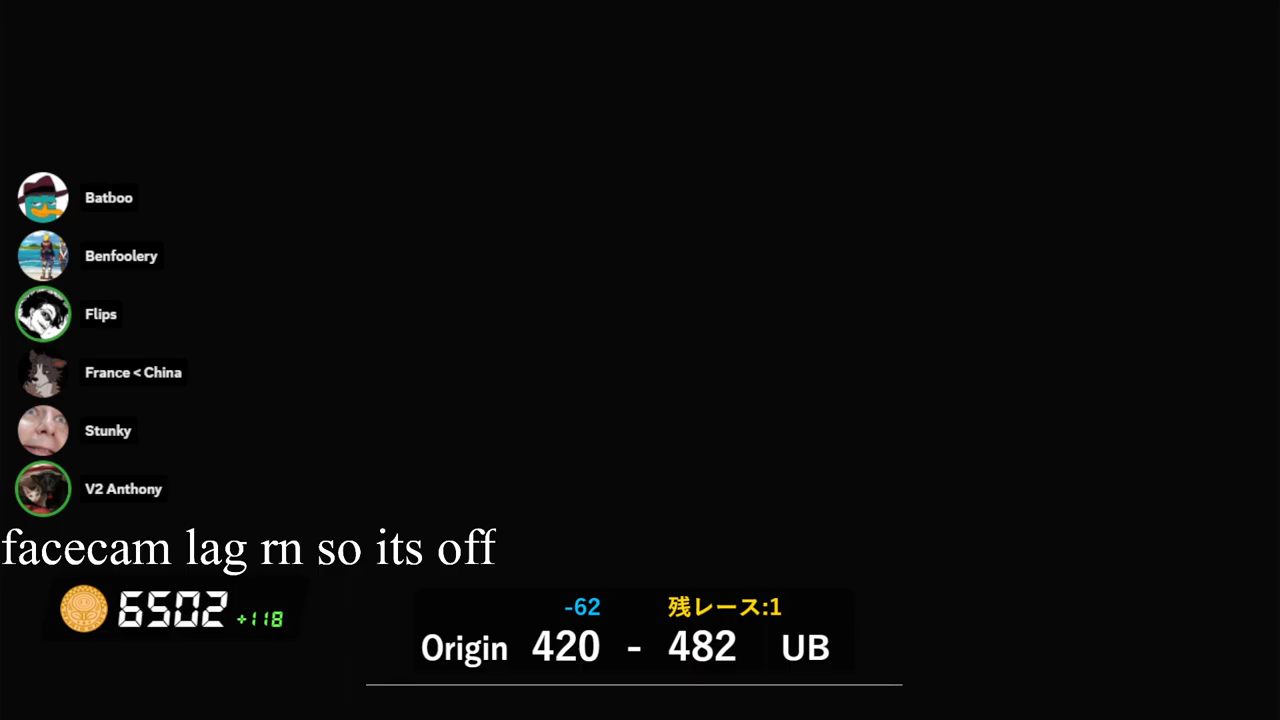 Batboo
Benfoolery
Flips
France < China
Stunky
V2 Anthony
facecam lag rn so its off
6502 +118
-62 残レース:1
Origin 420 - 482 UB